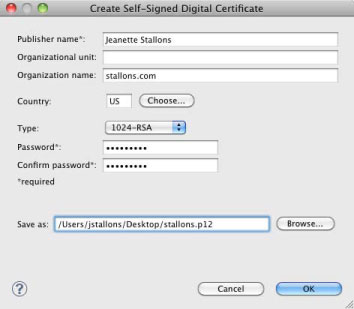 Create Self-Signed Digital Certificate
Publisher name*: Jeanette Stallons
Organizational unit:
Organization name: stallons.com
Country: US Choose...
Type: 1024-RSA
Password*: •••••••••
Confirm password*: •••••••••
*required
Save as: /Users/jstallons/Desktop/stallons.p12 Browse...
? Cancel OK